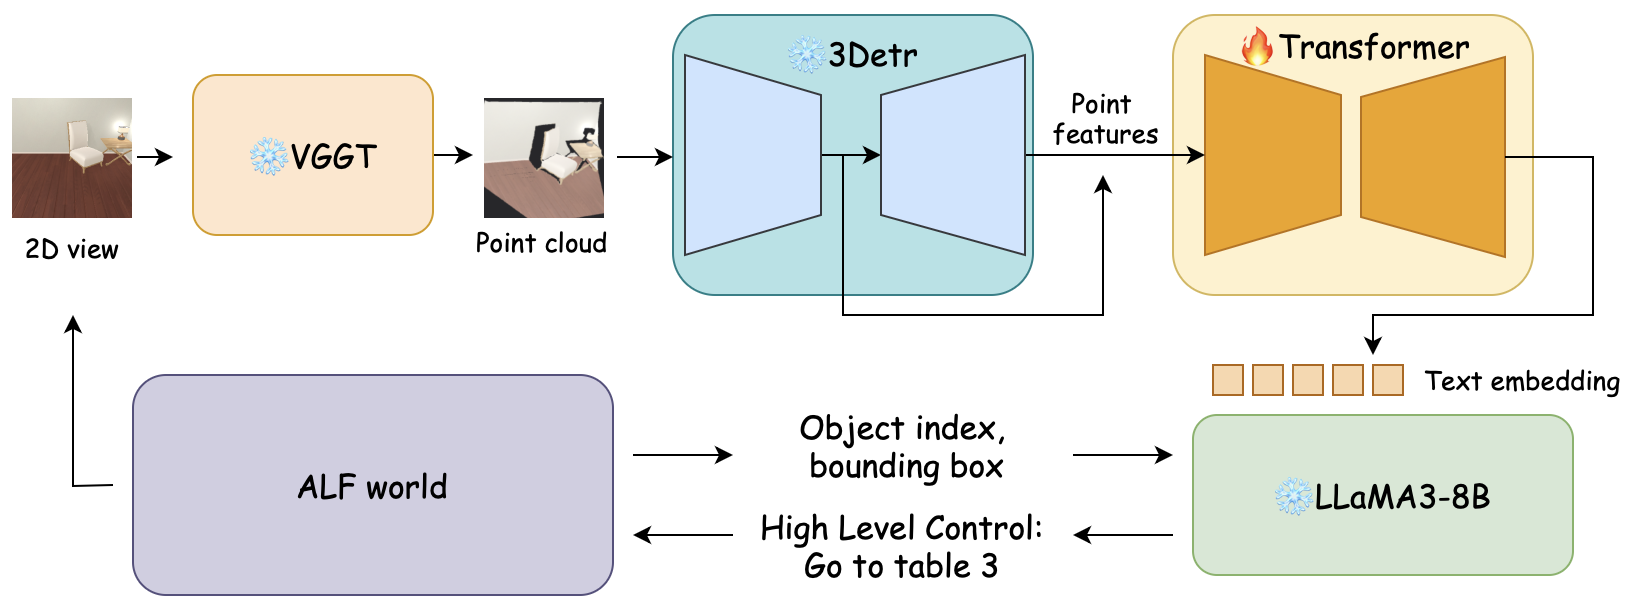 3Detr
Transformer
Point
features
VGGT
2D view
Point cloud
Text embedding
Object index,
bounding box
ALF world
LLaMA3-8B
High Level Control:
Go to table 3